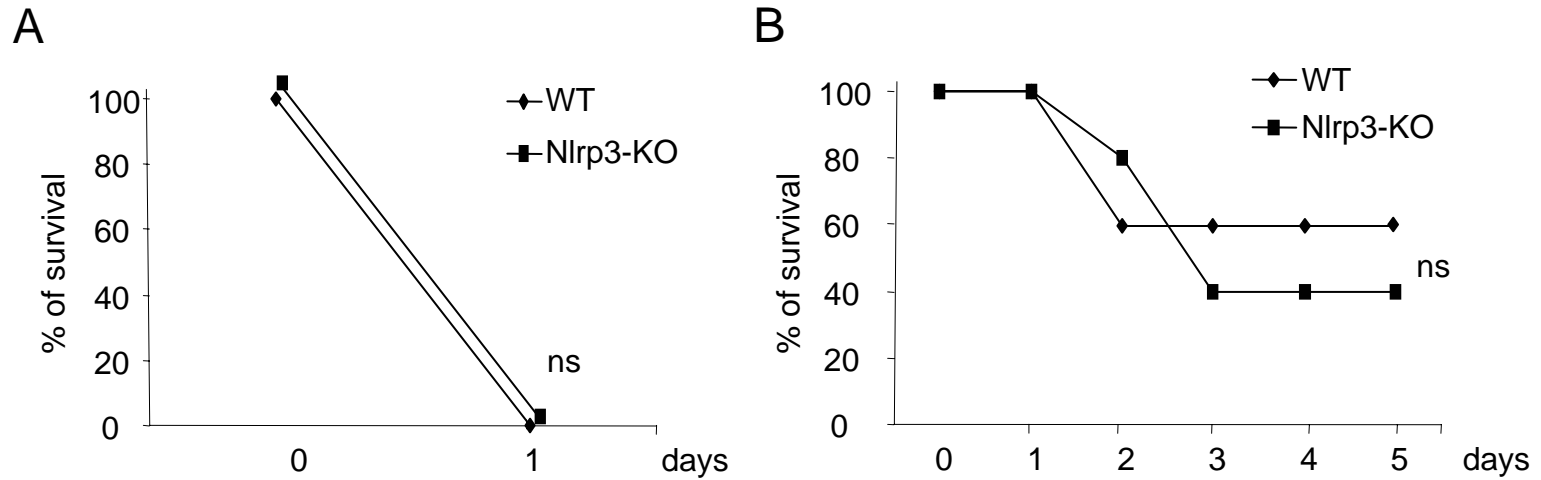 A
% of survival
100
80
60
40
20
0
0 1 days
WT
Nlrp3-KO
ns
B
% of survival
100
80
60
40
20
0
0 1 2 3 4 5 days
WT
Nlrp3-KO
ns